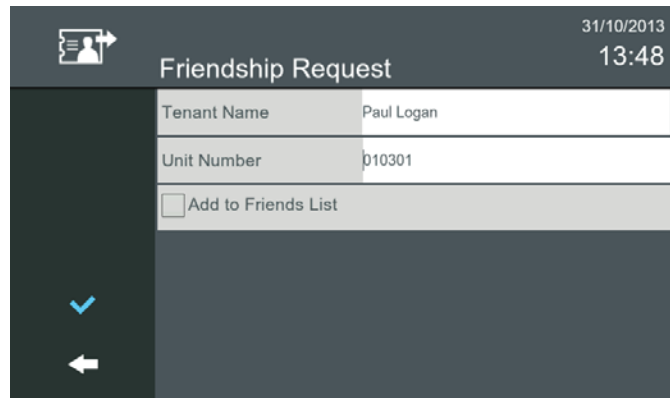 31/10/2013
13:48
Friendship Request
Tenant Name Paul Logan
Unit Number 010301
Add to Friends List